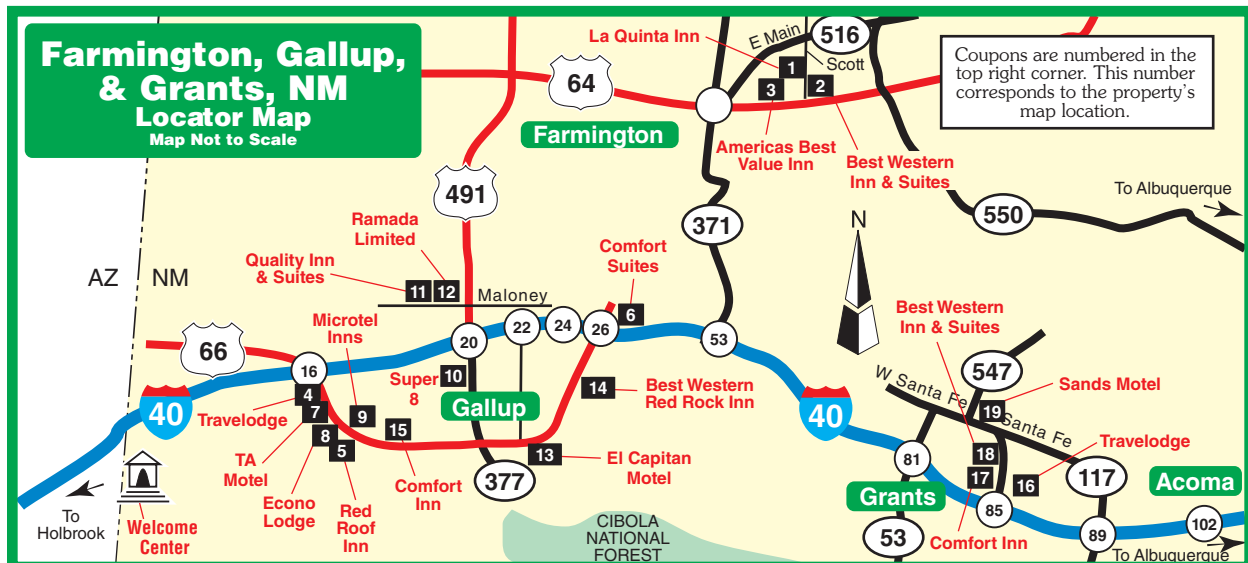 Farmington, Gallup,
& Grants, NM
Locator Map
Map Not to Scale
Coupons are numbered in the
top right corner. This number
corresponds to the property's
map location.
La Quinta Inn
E Main
516
Scott
1
2
3
64
Farmington
Americas Best
Value Inn
Best Western
Inn & Suites
491
371
550
To Albuquerque
N
AZ
NM
Ramada
Limited
Quality Inn
& Suites
11
12
Maloney
Comfort
Suites
6
Microtel
Inns
66
16
20
22
24
26
53
40
4
Travelodge
7
TA
Motel
8
Econo
Lodge
5
Red
Roof
Inn
9
15
Comfort
Inn
Super
8
10
Gallup
377
13
El Capitan
Motel
14
Best Western
Red Rock Inn
To
Holbrook
Welcome
Center
CIBOLA
NATIONAL
FOREST
40
Best Western
Inn & Suites
547
W Santa Fe
Santa Fe
19
Sands Motel
18
17
16
Travelodge
81
85
89
102
117
Acoma
Grants
53
Comfort Inn
To Albuquerque